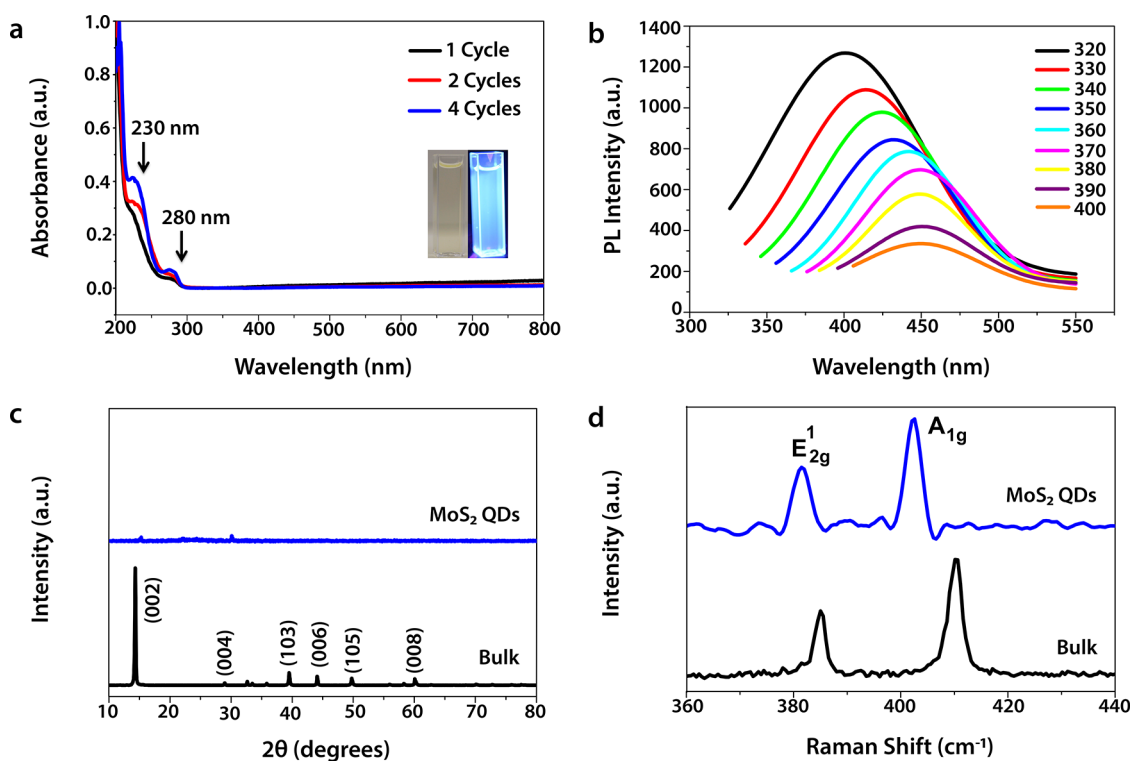 a
1 Cycle
2 Cycles
4 Cycles
230 nm
280 nm
1.0
0.8
0.6
0.4
0.2
0.0
200 300 400 500 600 700 800
Absorbance (a.u.)
Wavelength (nm)
b
320
330
340
350
360
370
380
390
400
1400
1200
1000
800
600
400
200
0
300 350 400 450 500 550
PL Intensity (a.u.)
Wavelength (nm)
c
MoS₂ QDs
(002)
(004)
(103)
(006)
(105)
(008)
Bulk
10 20 30 40 50 60 70 80
Intensity (a.u.)
2θ (degrees)
d
E¹₂g
A₁g
MoS₂ QDs
Bulk
360 380 400 420 440
Intensity (a.u.)
Raman Shift (cm⁻¹)